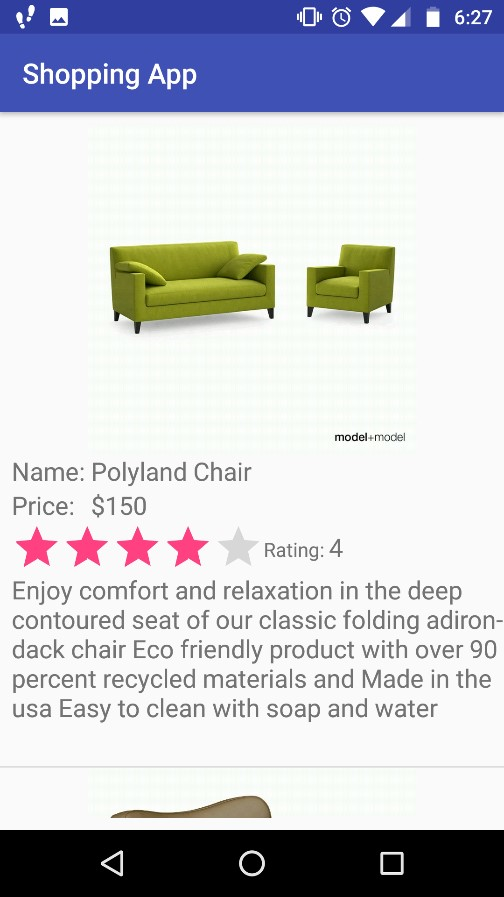 6:27
Shopping App
model+model
Name: Polyland Chair
Price: $150
Rating: 4
Enjoy comfort and relaxation in the deep
contoured seat of our classic folding adiron-
dack chair Eco friendly product with over 90
percent recycled materials and Made in the
usa Easy to clean with soap and water